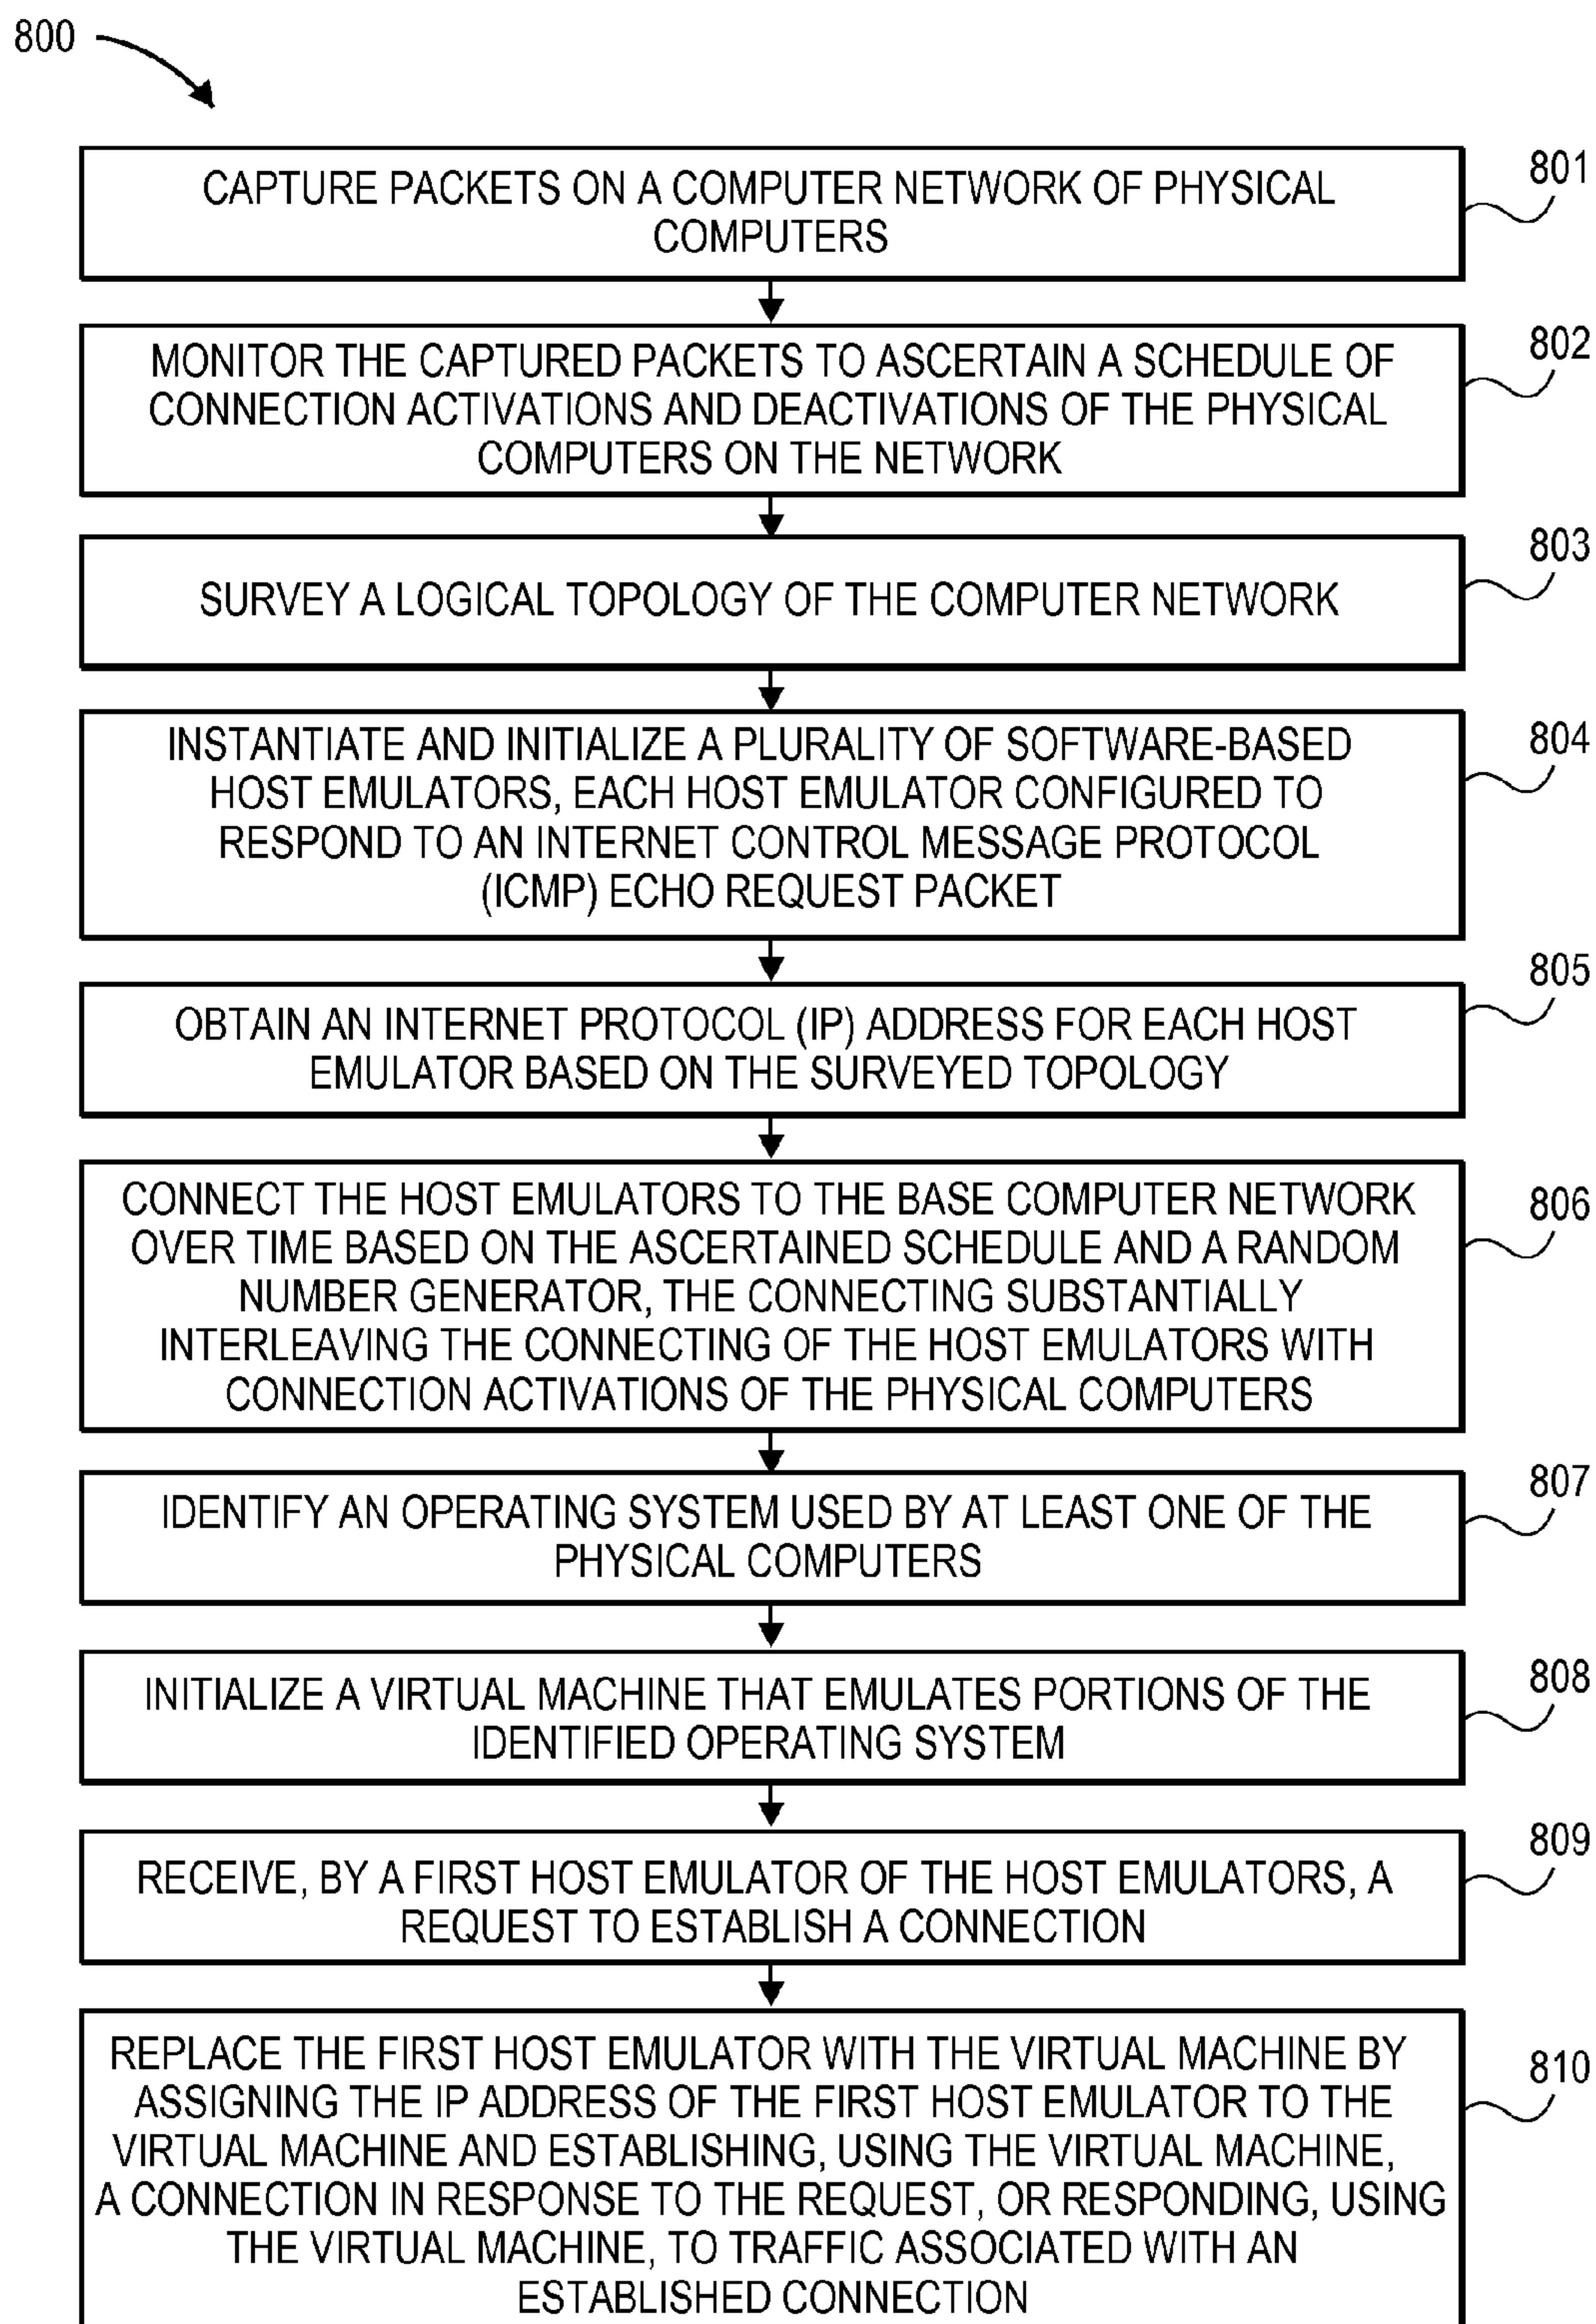 800
CAPTURE PACKETS ON A COMPUTER NETWORK OF PHYSICAL
COMPUTERS
801
MONITOR THE CAPTURED PACKETS TO ASCERTAIN A SCHEDULE OF
CONNECTION ACTIVATIONS AND DEACTIVATIONS OF THE PHYSICAL
COMPUTERS ON THE NETWORK
802
SURVEY A LOGICAL TOPOLOGY OF THE COMPUTER NETWORK
803
INSTANTIATE AND INITIALIZE A PLURALITY OF SOFTWARE-BASED
HOST EMULATORS, EACH HOST EMULATOR CONFIGURED TO
RESPOND TO AN INTERNET CONTROL MESSAGE PROTOCOL
(ICMP) ECHO REQUEST PACKET
804
OBTAIN AN INTERNET PROTOCOL (IP) ADDRESS FOR EACH HOST
EMULATOR BASED ON THE SURVEYED TOPOLOGY
805
CONNECT THE HOST EMULATORS TO THE BASE COMPUTER NETWORK
OVER TIME BASED ON THE ASCERTAINED SCHEDULE AND A RANDOM
NUMBER GENERATOR, THE CONNECTING SUBSTANTIALLY
INTERLEAVING THE CONNECTING OF THE HOST EMULATORS WITH
CONNECTION ACTIVATIONS OF THE PHYSICAL COMPUTERS
806
IDENTIFY AN OPERATING SYSTEM USED BY AT LEAST ONE OF THE
PHYSICAL COMPUTERS
807
INITIALIZE A VIRTUAL MACHINE THAT EMULATES PORTIONS OF THE
IDENTIFIED OPERATING SYSTEM
808
RECEIVE, BY A FIRST HOST EMULATOR OF THE HOST EMULATORS, A
REQUEST TO ESTABLISH A CONNECTION
809
REPLACE THE FIRST HOST EMULATOR WITH THE VIRTUAL MACHINE BY
ASSIGNING THE IP ADDRESS OF THE FIRST HOST EMULATOR TO THE
VIRTUAL MACHINE AND ESTABLISHING, USING THE VIRTUAL MACHINE,
A CONNECTION IN RESPONSE TO THE REQUEST, OR RESPONDING, USING
THE VIRTUAL MACHINE, TO TRAFFIC ASSOCIATED WITH AN
ESTABLISHED CONNECTION
810